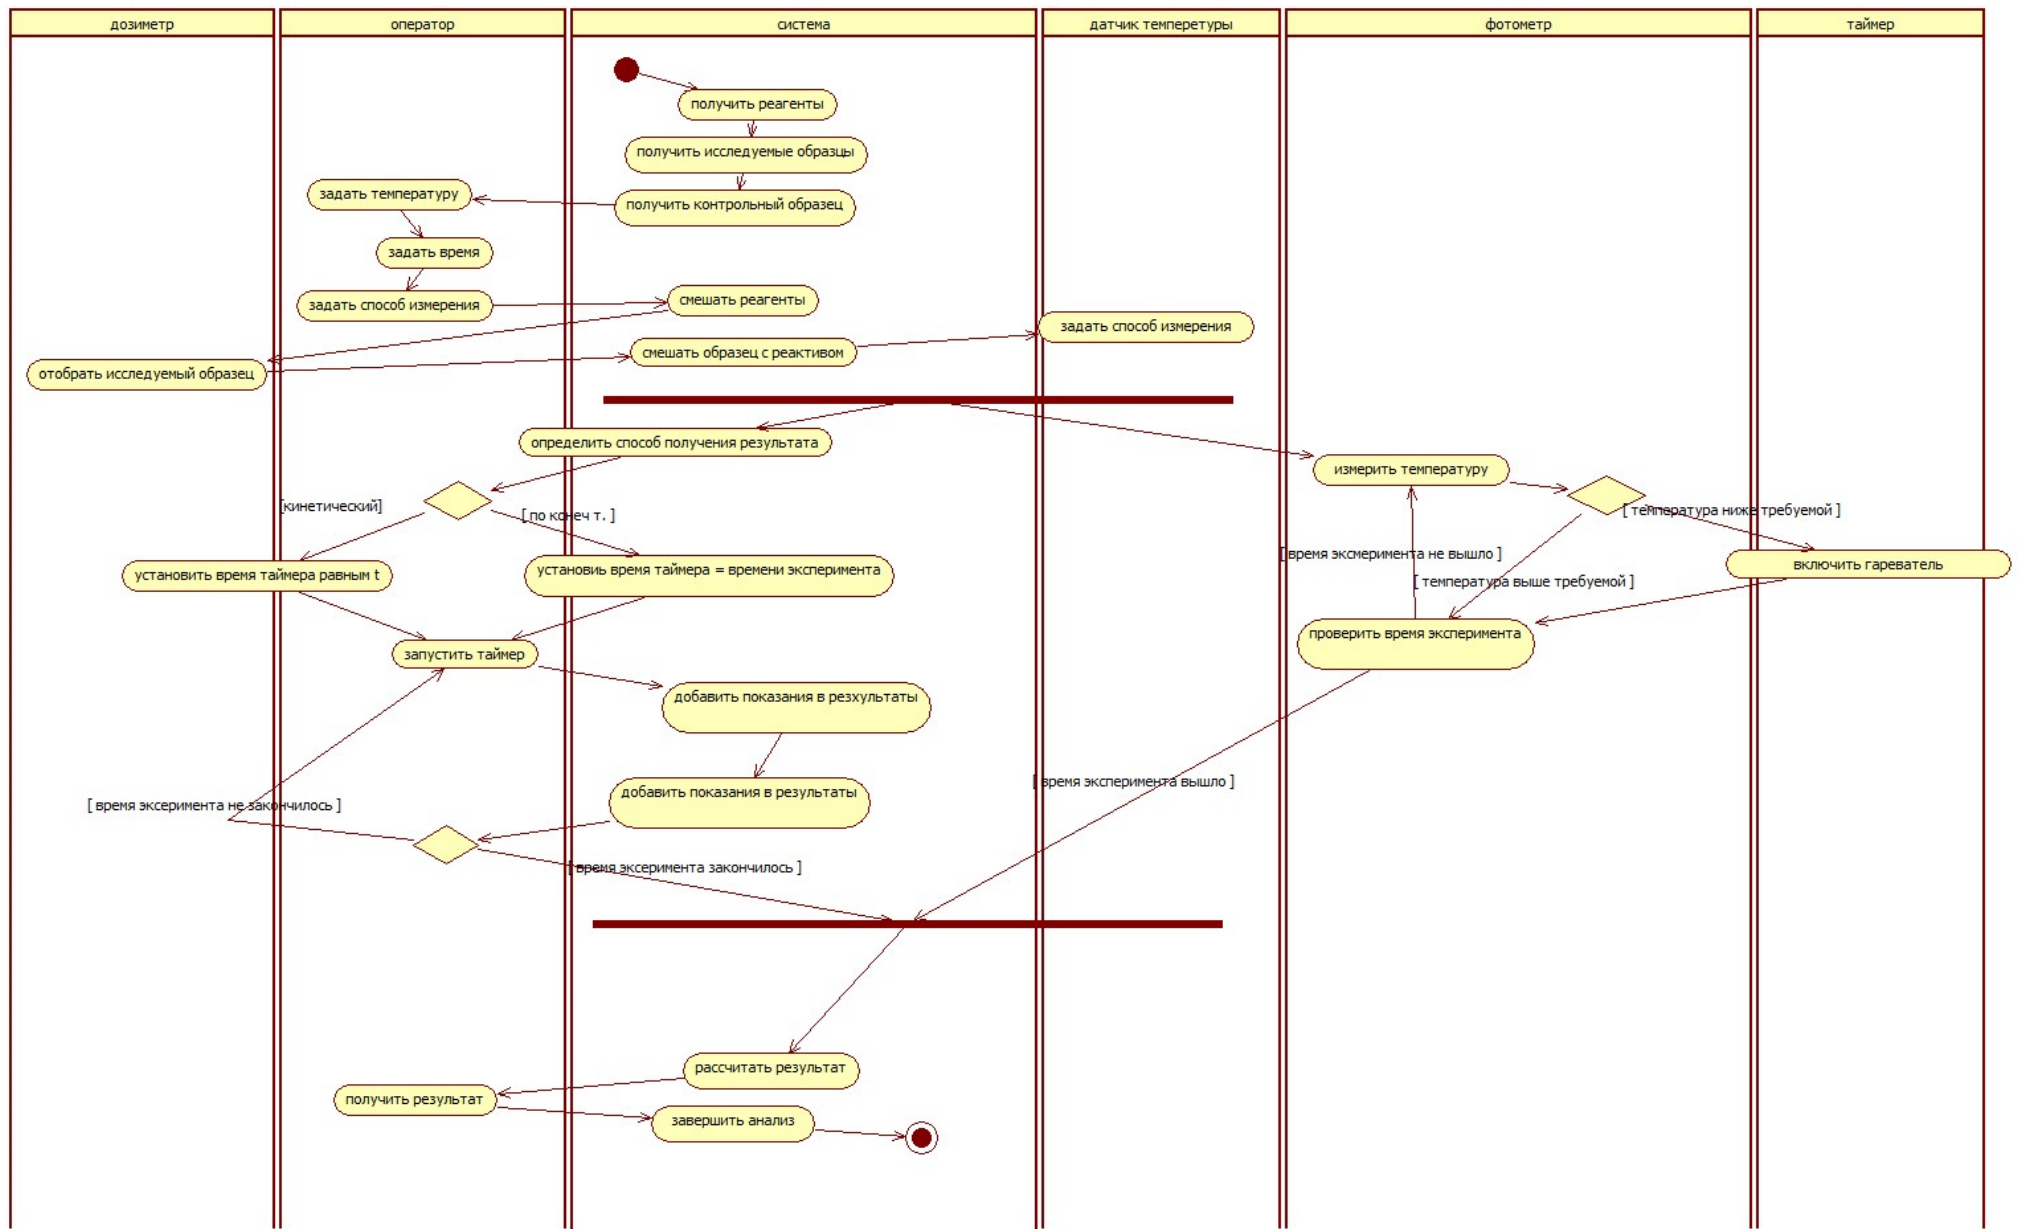 дозиметр
оператор
система
датчик темперетуры
фотометр
таймер
получить реагенты
получить исследуемые образцы
задать температуру
получить контрольный образец
задать время
задать способ измерения
смешать реагенты
задать способ измерения
отобрать исследуемый образец
смешать образец с реактивом
определить способ получения результата
измерить температуру
[кинетический]
[ по конеч т. ]
[ температура ниже требуемой ]
[ время эксмеримента не вышло ]
[ температура выше требуемой ]
включить гареватель
установить время таймера равным t
установиь время таймера = времени эксперимента
запустить таймер
проверить время эксперимента
добавить показания в резхультаты
добавить показания в результаты
[ время эксеримента не закончилось ]
[ время эксперимента вышло ]
[ время эксеримента закончилось ]
рассчитать результат
получить результат
завершить анализ